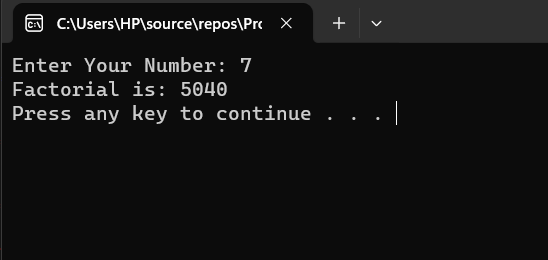 C:\Users\HP\source\repos\Pro
Enter Your Number: 7
Factorial is: 5040
Press any key to continue . . .